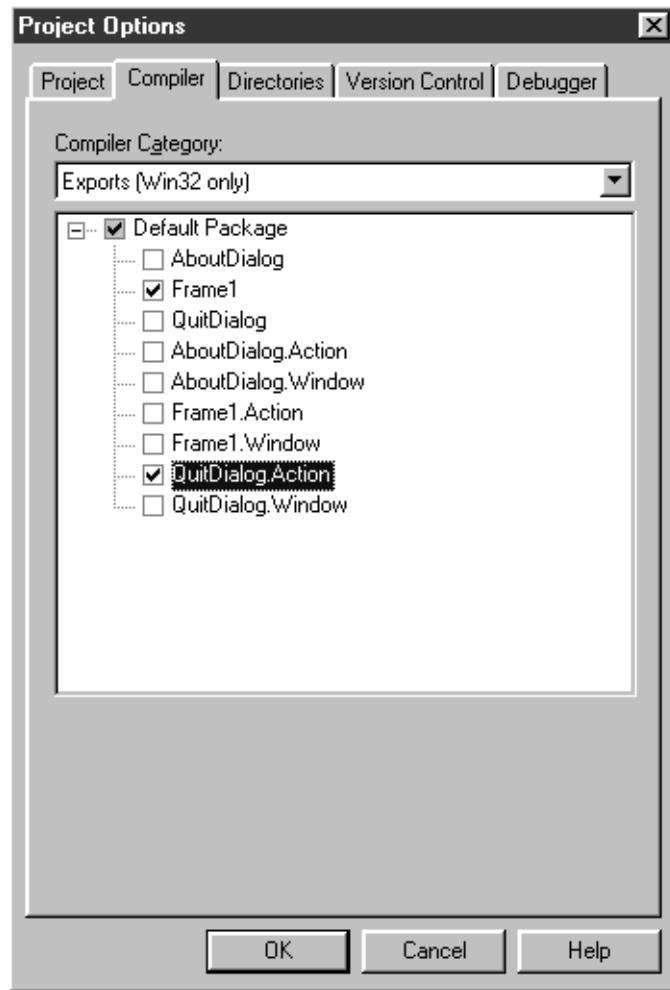 Project Options
Project Compiler Directories Version Control Debugger
Compiler Category:
Exports (Win32 only)
Default Package
AboutDialog
Frame1
QuitDialog
AboutDialog.Action
AboutDialog.Window
Frame1.Action
Frame1.Window
QuitDialog.Action
QuitDialog.Window
OK Cancel Help